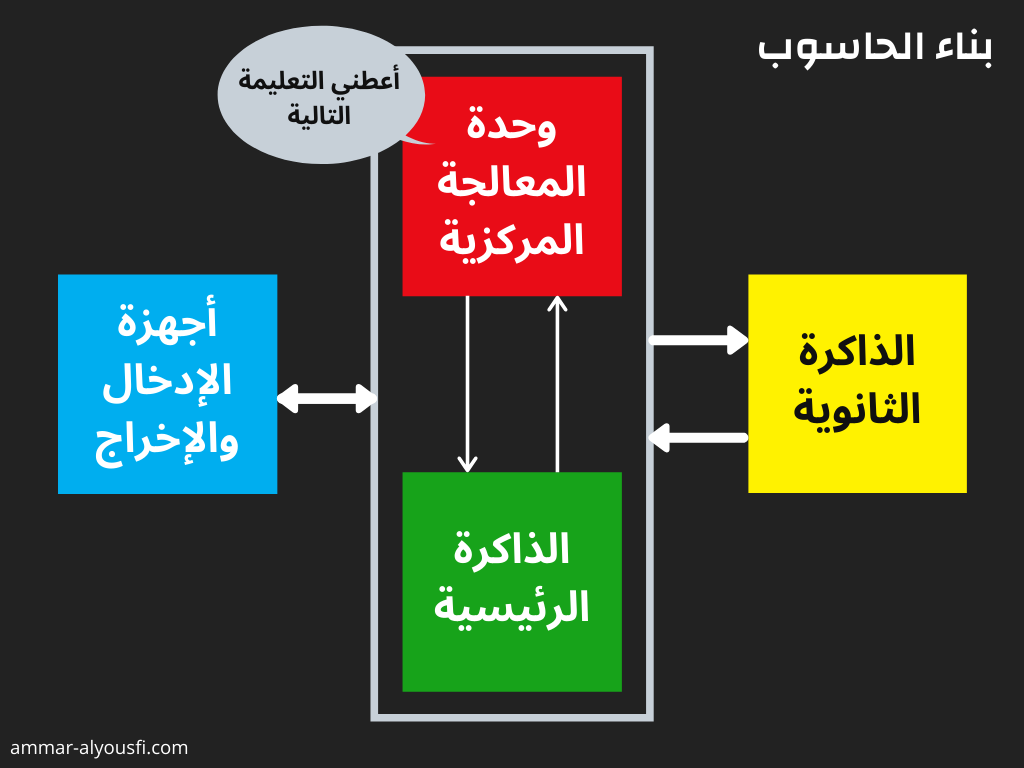 بناء الحاسوب
أعطني التعليمة
التالية
وحدة
المعالجة
المركزية
أجهزة
الإدخال
والإخراج
الذاكرة
الثانوية
الذاكرة
الرئيسية
ammar-alyousfi.com